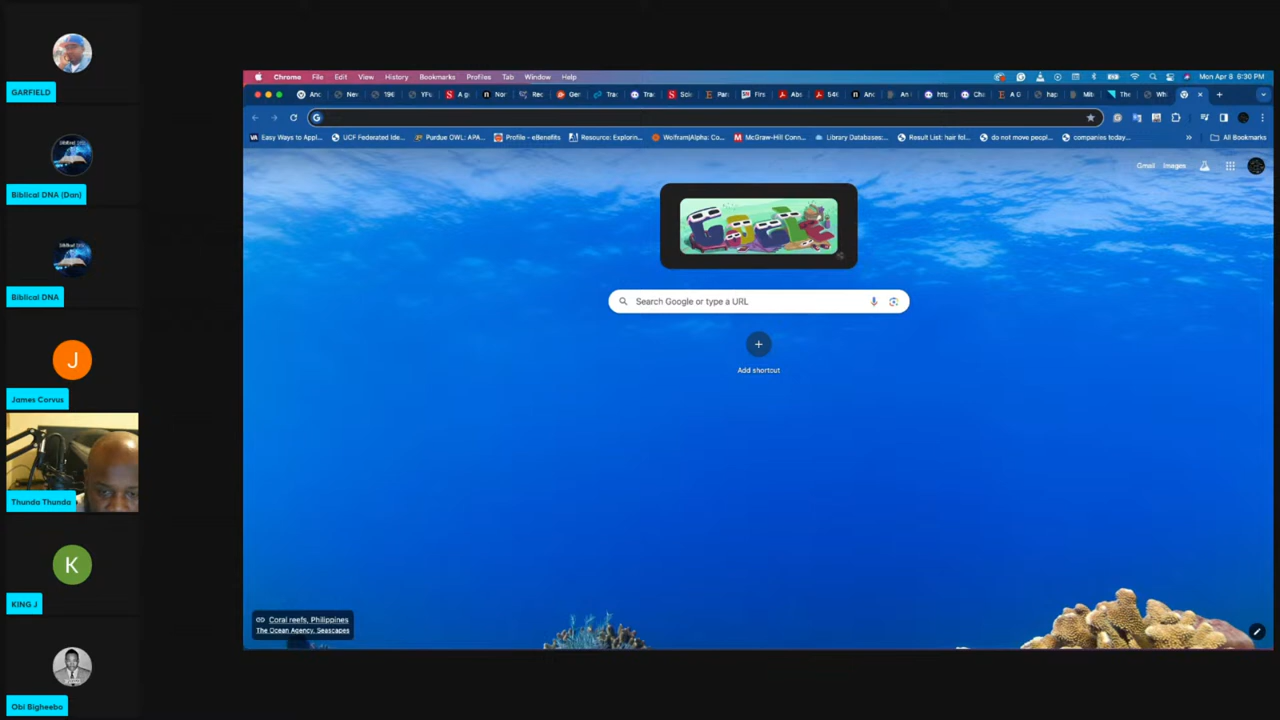 GARFIELD
Biblical DNA (Dan)
Biblical DNA
J
James Corvus
Thunda Thunda
K
KING J
Obi Bigheebo
Chrome File Edit View History Bookmarks Profiles Tab Window Help
Mon Apr 8 6:30 PM
Easy Ways to Appl... UCF Federated Ide... Purdue OWL: APA... Profile - eBenefits Resource: Explorin... WolframAlpha: Co... McGraw-Hill Conn... Library Databases:... Result List: hair fol... do not move peopl... companies today... » All Bookmarks
Gmail Images
Search Google or type a URL
Add shortcut
Coral reefs, Philippines
The Ocean Agency, Seascapes